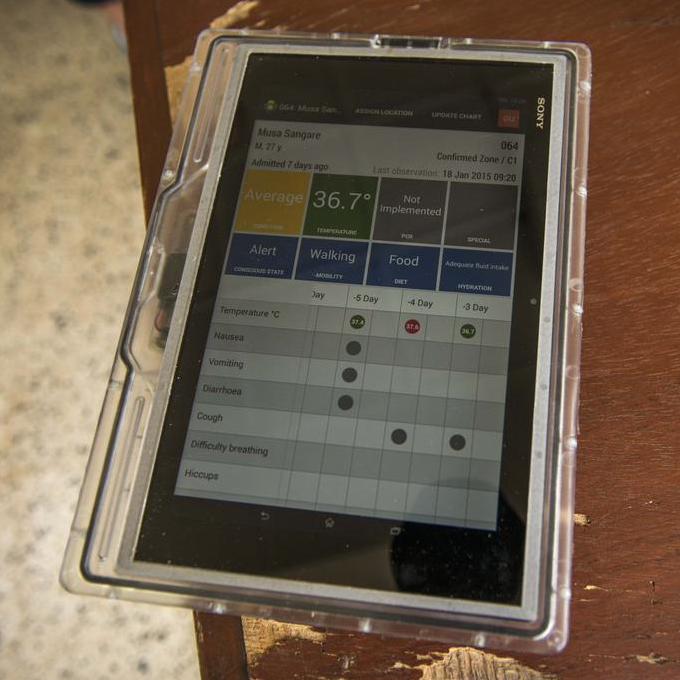 SONY
064 Musa San...
ASSIGN LOCATION
UPDATE CHART
Musa Sangare
064
M, 27 y
Confirmed Zone / C1
Admitted 7 days ago
Last observation: 18 Jan 2015 09:20
Average
CONDITION
36.7°
TEMPERATURE
Not
Implemented
PCR
-
SPECIAL
Alert
CONSCIOUS STATE
Walking
MOBILITY
Food
DIET
Adequate fluid intake
HYDRATION
Day
-5 Day
-4 Day
-3 Day
Temperature °C
37.4
37.6
36.7
Nausea
Vomiting
Diarrhoea
Cough
Difficulty breathing
Hiccups